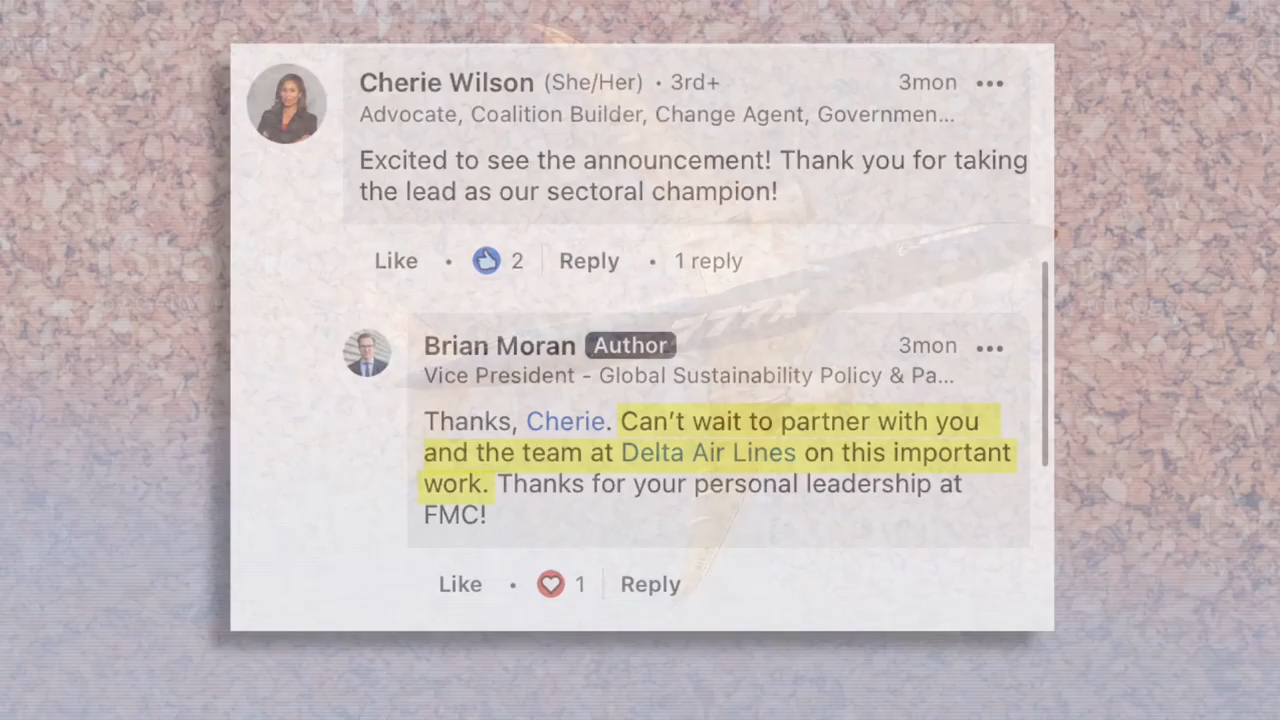 Cherie Wilson (She/Her) • 3rd+ 3mon •••
Advocate, Coalition Builder, Change Agent, Governmen...
Excited to see the announcement! Thank you for taking
the lead as our sectoral champion!
Like • 2 Reply • 1 reply
Brian Moran Author 3mon •••
Vice President - Global Sustainability Policy & Pa...
Thanks, Cherie. Can't wait to partner with you
and the team at Delta Air Lines on this important
work. Thanks for your personal leadership at
FMC!
Like • 1 Reply